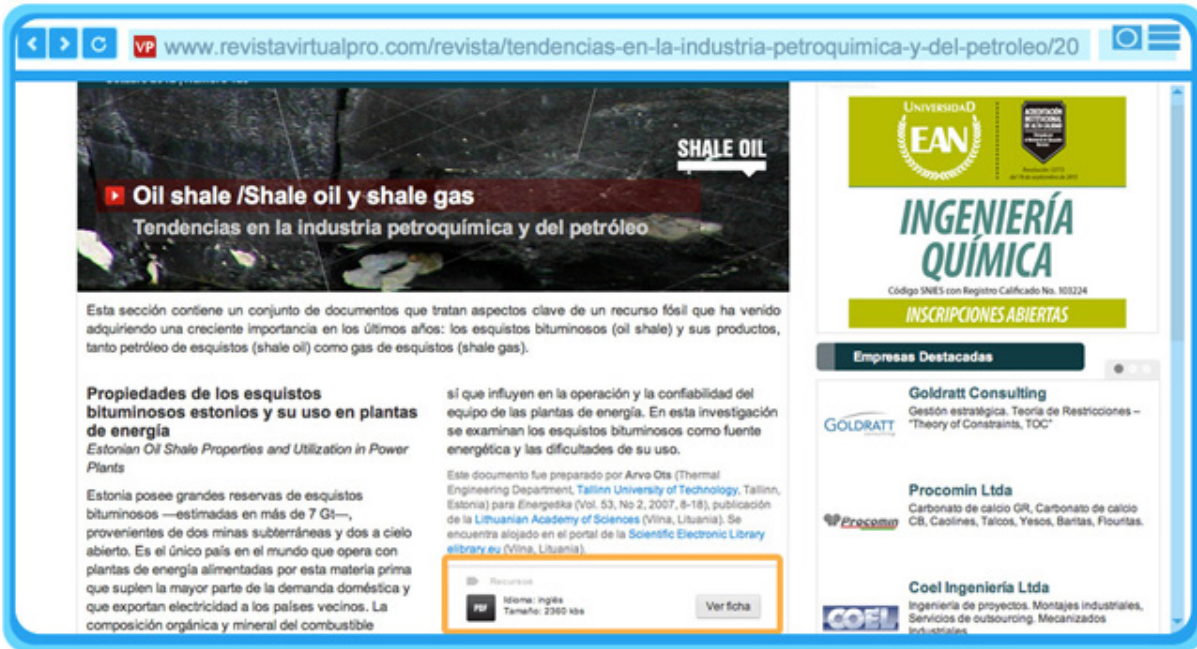 VP www.revistavirtualpro.com/revista/tendencias-en-la-industria-petroquimica-y-del-petroleo/20
SHALE OIL
Oil shale /Shale oil y shale gas
Tendencias en la industria petroquímica y del petróleo
Esta sección contiene un conjunto de documentos que tratan aspectos clave de un recurso fósil que ha venido
adquiriendo una creciente importancia en los últimos años: los esquistos bituminosos (oil shale) y sus productos,
tanto petróleo de esquistos (shale oil) como gas de esquistos (shale gas).
Propiedades de los esquistos
bituminosos estonios y su uso en plantas
de energía
Estonian Oil Shale Properties and Utilization in Power
Plants
Estonia posee grandes reservas de esquistos
bituminosos —estimadas en más de 7 Gt—,
provenientes de dos minas subterráneas y dos a cielo
abierto. Es el único país en el mundo que opera con
plantas de energía alimentadas por esta materia prima
que suplen la mayor parte de la demanda doméstica y
que exportan electricidad a los países vecinos. La
composición orgánica y mineral del combustible
sí que influyen en la operación y la confiabilidad del
equipo de las plantas de energía. En esta investigación
se examinan los esquistos bituminosos como fuente
energética y las dificultades de su uso.
Este documento fue preparado por Arvo Ots (Thermal
Engineering Department, Tallinn University of Technology, Tallinn,
Estonia) para Energetika (Vol. 53, No 2, 2007, 8-18), publicación
de la Lithuanian Academy of Sciences (Vilna, Lituania). Se
encuentra alojado en el portal de la Scientific Electronic Library
elibrary.eu (Vilna, Lituania).
Recursos
PDF
Idioma: inglés
Tamaño: 2360 kbs
Ver ficha
UNIVERSIDAD
EAN
ACREDITACIÓN
INSTITUCIONAL
DE ALTA CALIDAD
INGENIERÍA
QUÍMICA
Código SNIES con Registro Calificado No. 103224
INSCRIPCIONES ABIERTAS
Empresas Destacadas
GOLDRATT
Goldratt Consulting
Gestión estratégica. Teoría de Restricciones –
"Theory of Constraints, TOC"
Procomin
Procomin Ltda
Carbonato de calcio GR, Carbonato de calcio
CB, Caolines, Talcos, Yesos, Baritas, Flouritas.
COEL
Coel Ingeniería Ltda
Ingeniería de proyectos. Montajes industriales,
Servicios de outsourcing. Mecanizados
Industriales